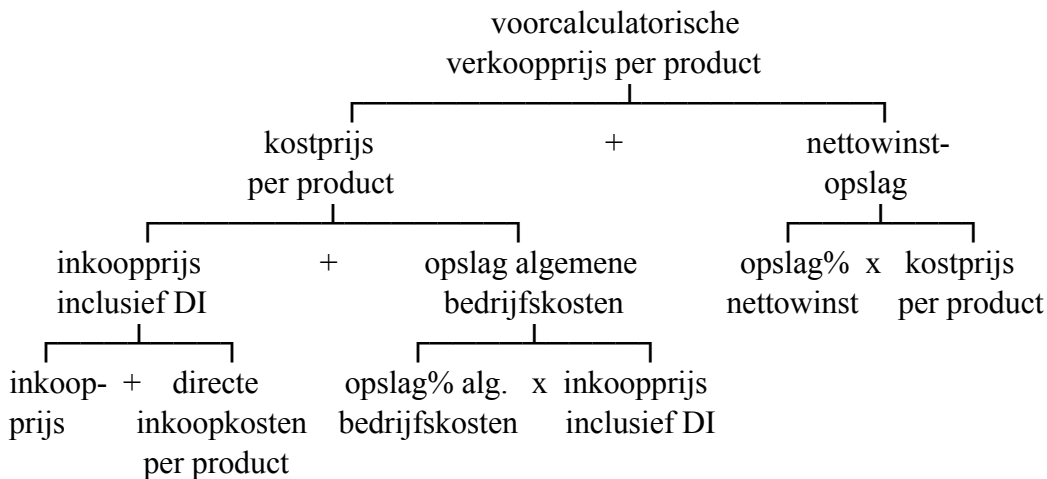 voorcalculatorische
verkoopprijs per product
kostprijs + nettowinst-
per product opslag
inkoopprijs + opslag algemene opslag% x kostprijs
inclusief DI bedrijfskosten nettowinst per product
inkoop- + directe opslag% alg. x inkoopprijs
prijs inkoopkosten bedrijfskosten inclusief DI
per product